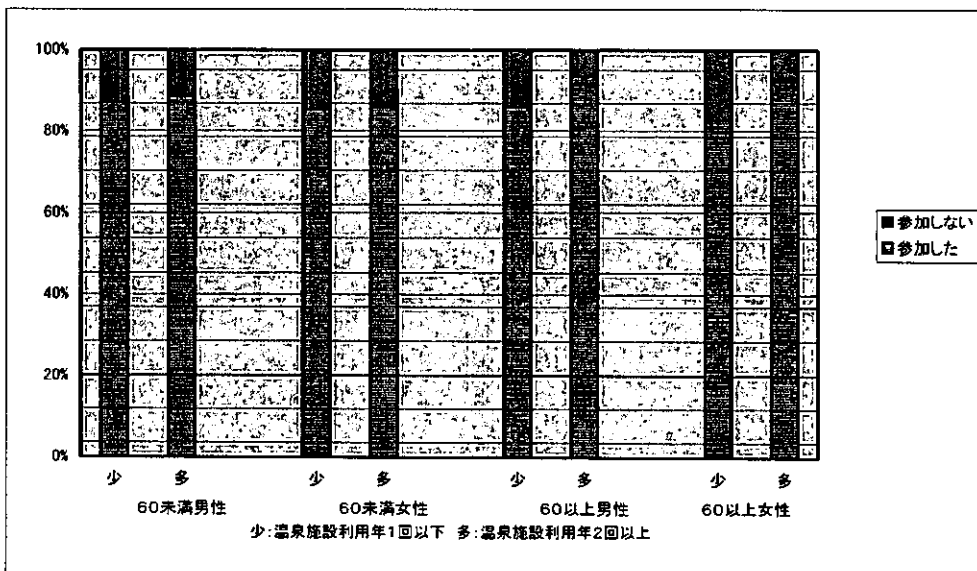 100%
80%
60%
40%
20%
0%
少 多 少 多 少 多 少 多
60未満男性 60未満女性 60以上男性 60以上女性
少:温泉施設利用年1回以下 多:温泉施設利用年2回以上
参加しない
参加した